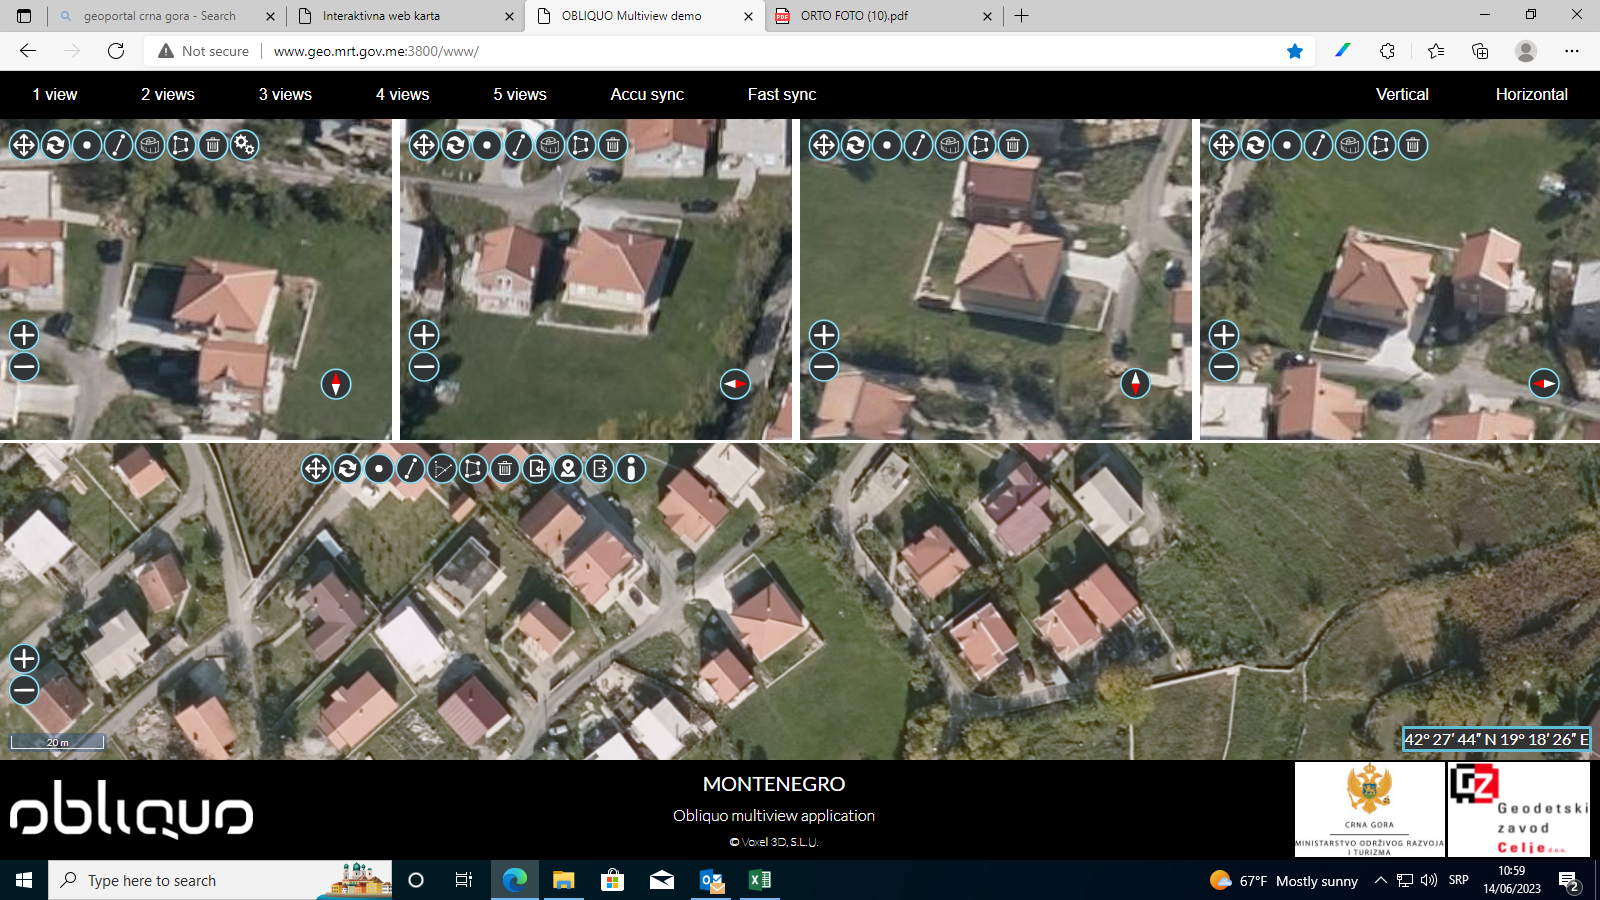 geoportal crna gora - Search
Interaktivna web karta
OBLIQUO Multiview demo
PDF
ORTO FOTO (10).pdf
Not secure
www.geo.mrt.gov.me:3800/www/
1 view
2 views
3 views
4 views
5 views
Accu sync
Fast sync
Vertical
Horizontal
20 m
42° 27′ 44″ N 19° 18′ 26″ E
obliquo
MONTENEGRO
Obliquo multiview application
© Voxel 3D, S.L.U.
CRNA GORA
MINISTARSTVO ODRŽIVOG RAZVOJA
I TURIZMA
GZ
Geodetski
zavod
Celje d.o.o.
Type here to search
67°F Mostly sunny
SRP
10:59
14/06/2023
2